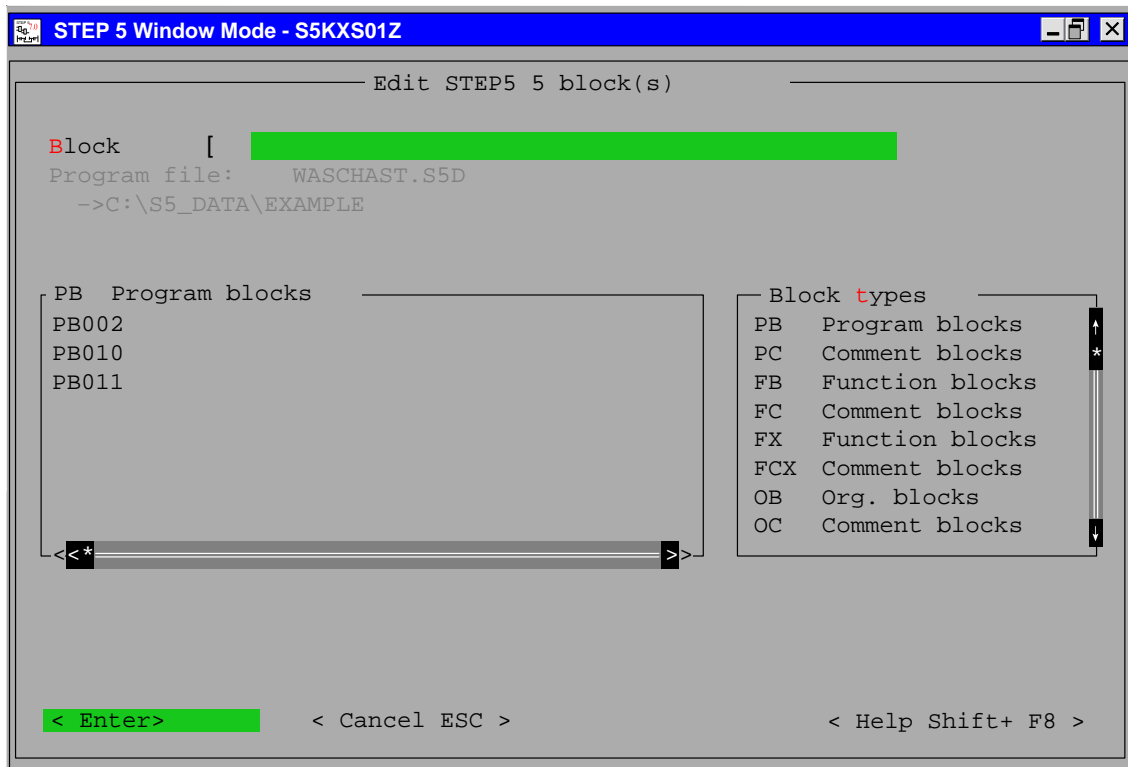 STEP 5 Window Mode - S5KXS01Z
Edit STEP5 5 block(s)
Block [
Program file: WASCHAST.S5D
->C:\S5_DATA\EXAMPLE
PB Program blocks
PB002
PB010
PB011
<<* >>
Block types
PB Program blocks
PC Comment blocks
FB Function blocks
FC Comment blocks
FX Function blocks
FCX Comment blocks
OB Org. blocks
OC Comment blocks
< Enter> < Cancel ESC > < Help Shift+ F8 >